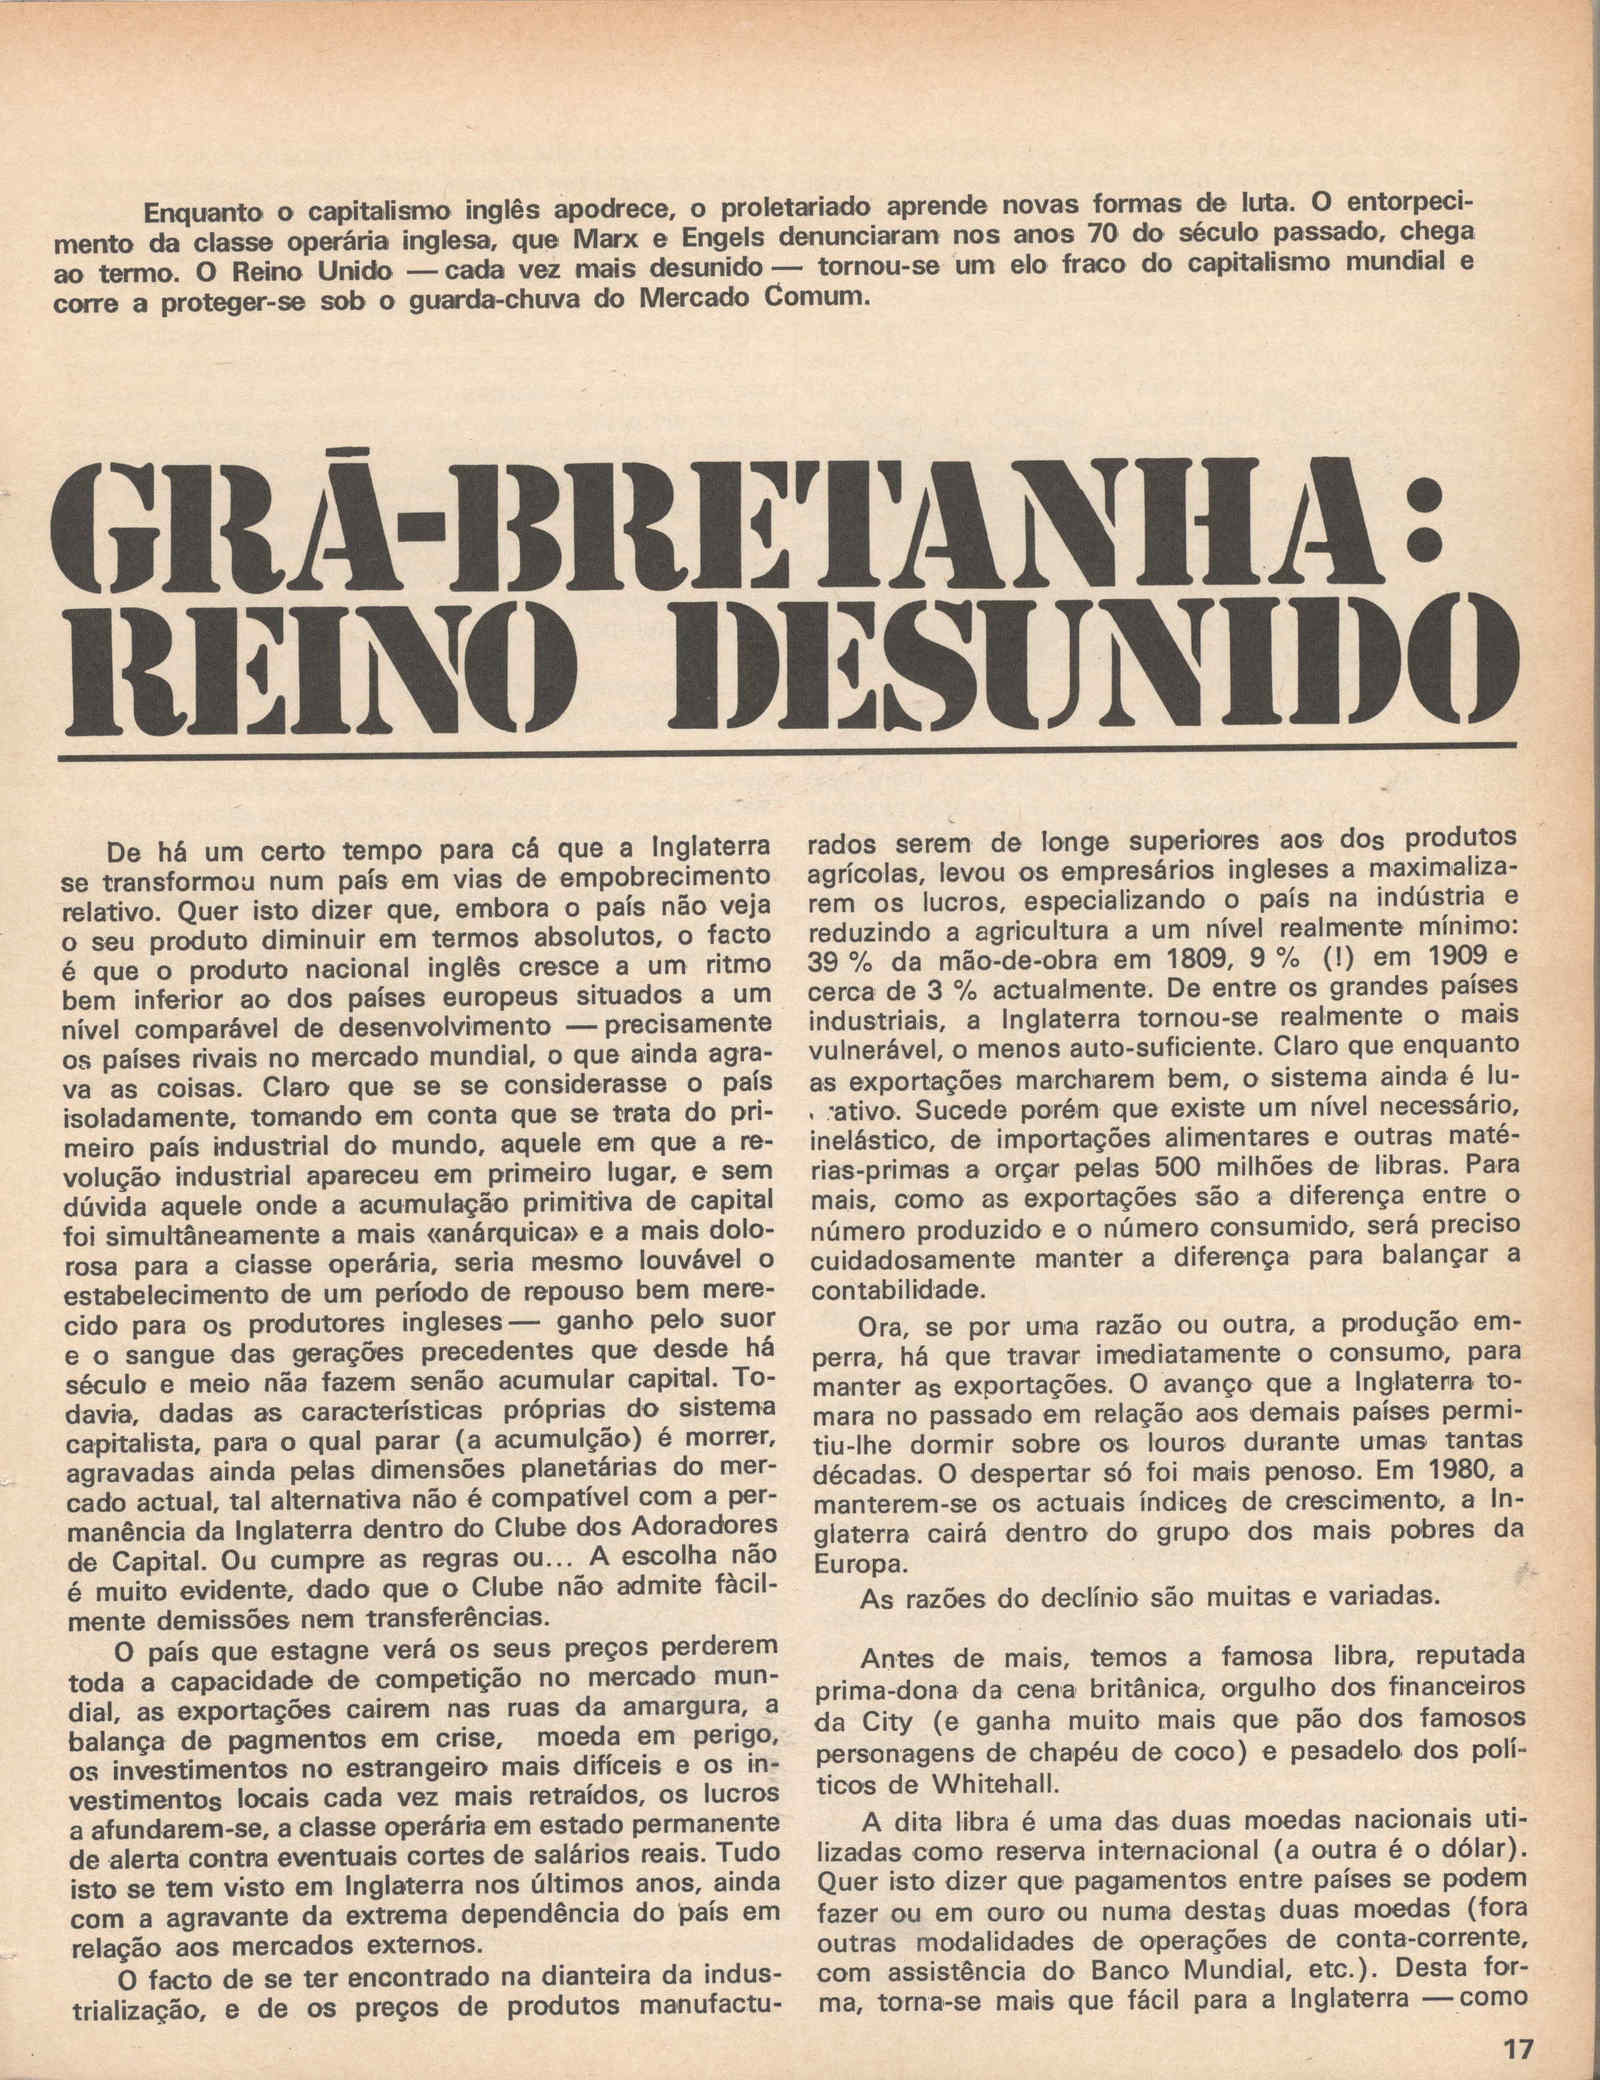 Enquanto o capitalismo inglês apodrece, o proletariado aprende novas formas de luta. O entorpeci-
mento da classe operária inglesa, que Marx e Engels denunciaram nos anos 70 do século passado, chega
ao termo. O Reino Unido — cada vez mais desunido — tornou-se um elo fraco do capitalismo mundial e
corre a proteger-se sob o guarda-chuva do Mercado Comum.
GRÃ-BRETANHA:
REINO DESUNIDO
De há um certo tempo para cá que a Inglaterra
se transformou num país em vias de empobrecimento
relativo. Quer isto dizer que, embora o país não veja
o seu produto diminuir em termos absolutos, o facto
é que o produto nacional inglês cresce a um ritmo
bem inferior ao dos países europeus situados a um
nível comparável de desenvolvimento — precisamente
os países rivais no mercado mundial, o que ainda agra-
va as coisas. Claro que se se considerasse o país
isoladamente, tomando em conta que se trata do pri-
meiro país industrial do mundo, aquele em que a re-
volução industrial apareceu em primeiro lugar, e sem
dúvida aquele onde a acumulação primitiva de capital
foi simultâneamente a mais «anárquica» e a mais dolo-
rosa para a classe operária, seria mesmo louvável o
estabelecimento de um período de repouso bem mere-
cido para os produtores ingleses — ganho pelo suor
e o sangue das gerações precedentes que desde há
século e meio nãa fazem senão acumular capital. To-
davia, dadas as características próprias do sistema
capitalista, para o qual parar (a acumulção) é morrer,
agravadas ainda pelas dimensões planetárias do mer-
cado actual, tal alternativa não é compatível com a per-
manência da Inglaterra dentro do Clube dos Adoradores
de Capital. Ou cumpre as regras ou... A escolha não
é muito evidente, dado que o Clube não admite fàcil-
mente demissões nem transferências.
O país que estagne verá os seus preços perderem
toda a capacidade de competição no mercado mun-
dial, as exportações cairem nas ruas da amargura, a
balança de pagmentos em crise, moeda em perigo,
os investimentos no estrangeiro mais difíceis e os in-
vestimentos locais cada vez mais retraídos, os lucros
a afundarem-se, a classe operária em estado permanente
de alerta contra eventuais cortes de salários reais. Tudo
isto se tem visto em Inglaterra nos últimos anos, ainda
com a agravante da extrema dependência do país em
relação aos mercados externos.
O facto de se ter encontrado na dianteira da indus-
trialização, e de os preços de produtos manufactu-
rados serem de longe superiores aos dos produtos
agrícolas, levou os empresários ingleses a maximaliza-
rem os lucros, especializando o país na indústria e
reduzindo a agricultura a um nível realmente mínimo:
39 % da mão-de-obra em 1809, 9 % (!) em 1909 e
cerca de 3 % actualmente. De entre os grandes países
industriais, a Inglaterra tornou-se realmente o mais
vulnerável, o menos auto-suficiente. Claro que enquanto
as exportações marcharem bem, o sistema ainda é lu-
rativo. Sucede porém que existe um nível necessário,
inelástico, de importações alimentares e outras maté-
rias-primas a orçar pelas 500 milhões de libras. Para
mais, como as exportações são a diferença entre o
número produzido e o número consumido, será preciso
cuidadosamente manter a diferença para balançar a
contabilidade.
Ora, se por uma razão ou outra, a produção em-
perra, há que travar imediatamente o consumo, para
manter as exportações. O avanço que a Inglaterra to-
mara no passado em relação aos demais países permi-
tiu-lhe dormir sobre os louros durante umas tantas
décadas. O despertar só foi mais penoso. Em 1980, a
manterem-se os actuais índices de crescimento, a In-
glaterra cairá dentro do grupo dos mais pobres da
Europa.
As razões do declínio são muitas e variadas.
Antes de mais, temos a famosa libra, reputada
prima-dona da cena britânica, orgulho dos financeiros
da City (e ganha muito mais que pão dos famosos
personagens de chapéu de coco) e pesadelo dos polí-
ticos de Whitehall.
A dita libra é uma das duas moedas nacionais uti-
lizadas como reserva internacional (a outra é o dólar).
Quer isto dizer que pagamentos entre países se podem
fazer ou em ouro ou numa destas duas moedas (fora
outras modalidades de operações de conta-corrente,
com assistência do Banco Mundial, etc.). Desta for-
ma, torna-se mais que fácil para a Inglaterra — como
17